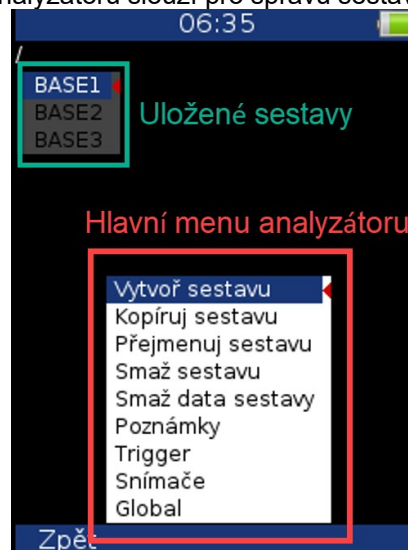 nalyzátoru slouží pro správu sestav
06:35
/
BASE1
BASE2
BASE3
Uložené sestavy
Hlavní menu analyzátoru
Vytvoř sestavu
Kopíruj sestavu
Přejmenuj sestavu
Smaž sestavu
Smaž data sestavy
Poznámky
Trigger
Snímače
Global
Zpět